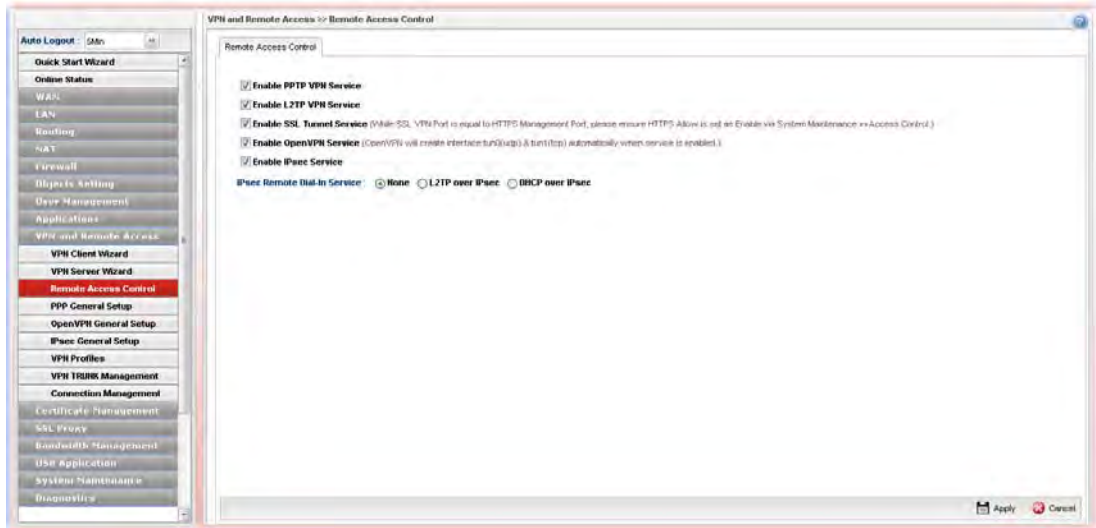 VPN and Remote Access >> Remote Access Control
Auto Logout : 5Min
Quick Start Wizard
Online Status
WAN
LAN
Routing
NAT
Firewall
Objects Setting
User Management
Applications
VPN and Remote Access
VPN Client Wizard
VPN Server Wizard
Remote Access Control
PPP General Setup
OpenVPN General Setup
IPsec General Setup
VPN Profiles
VPN TRUNK Management
Connection Management
Certificate Management
SSL Proxy
Bandwidth Management
USB Application
System Maintenance
Diagnostics
Remote Access Control
Enable PPTP VPN Service
Enable L2TP VPN Service
Enable SSL Tunnel Service (While SSL VPN Port is equal to HTTPS Management Port, please ensure HTTPS Allow is set as Enable via System Maintenance >> Access Control.)
Enable OpenVPN Service (OpenVPN will create interface tun0(udp) & tun1(tcp) automatically when service is enabled.)
Enable IPsec Service
IPsec Remote Dial-In Service : None L2TP over IPsec DHCP over IPsec
Apply Cancel